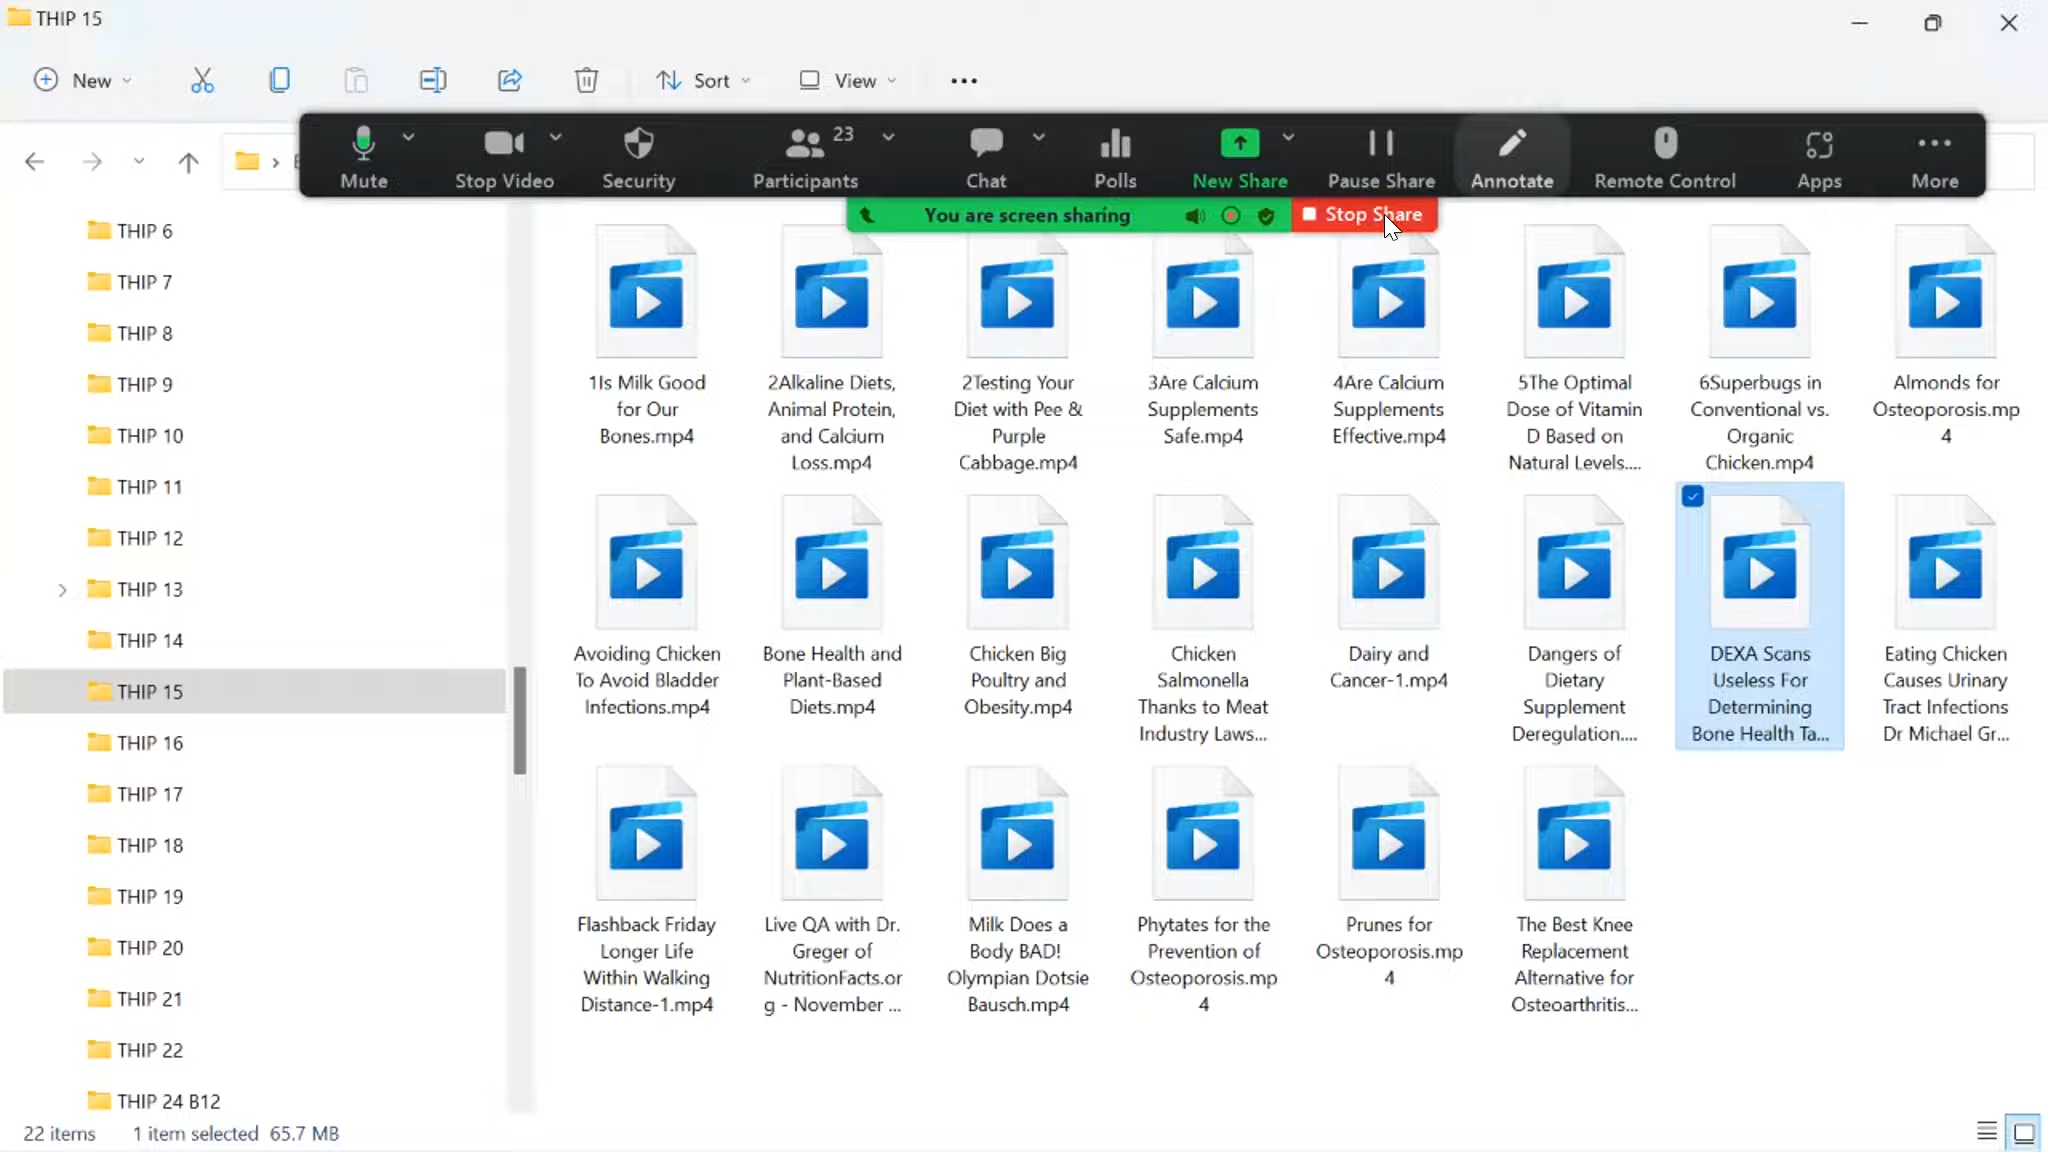 THIP 15
New
Sort
View
Mute
Stop Video
Security
23
Participants
Chat
Polls
New Share
Pause Share
Annotate
Remote Control
Apps
More
You are screen sharing
Stop Share
THIP 6
THIP 7
THIP 8
THIP 9
THIP 10
THIP 11
THIP 12
THIP 13
THIP 14
THIP 15
THIP 16
THIP 17
THIP 18
THIP 19
THIP 20
THIP 21
THIP 22
THIP 24 B12
1Is Milk Good
for Our
Bones.mp4
2Alkaline Diets,
Animal Protein,
and Calcium
Loss.mp4
2Testing Your
Diet with Pee &
Purple
Cabbage.mp4
3Are Calcium
Supplements
Safe.mp4
4Are Calcium
Supplements
Effective.mp4
5The Optimal
Dose of Vitamin
D Based on
Natural Levels....
6Superbugs in
Conventional vs.
Organic
Chicken.mp4
Almonds for
Osteoporosis.mp
4
Avoiding Chicken
To Avoid Bladder
Infections.mp4
Bone Health and
Plant-Based
Diets.mp4
Chicken Big
Poultry and
Obesity.mp4
Chicken
Salmonella
Thanks to Meat
Industry Laws...
Dairy and
Cancer-1.mp4
Dangers of
Dietary
Supplement
Deregulation....
DEXA Scans
Useless For
Determining
Bone Health Ta...
Eating Chicken
Causes Urinary
Tract Infections
Dr Michael Gr...
Flashback Friday
Longer Life
Within Walking
Distance-1.mp4
Live QA with Dr.
Greger of
NutritionFacts.or
g - November ...
Milk Does a
Body BAD!
Olympian Dotsie
Bausch.mp4
Phytates for the
Prevention of
Osteoporosis.mp
4
Prunes for
Osteoporosis.mp
4
The Best Knee
Replacement
Alternative for
Osteoarthritis...
22 items
1 item selected 65.7 MB